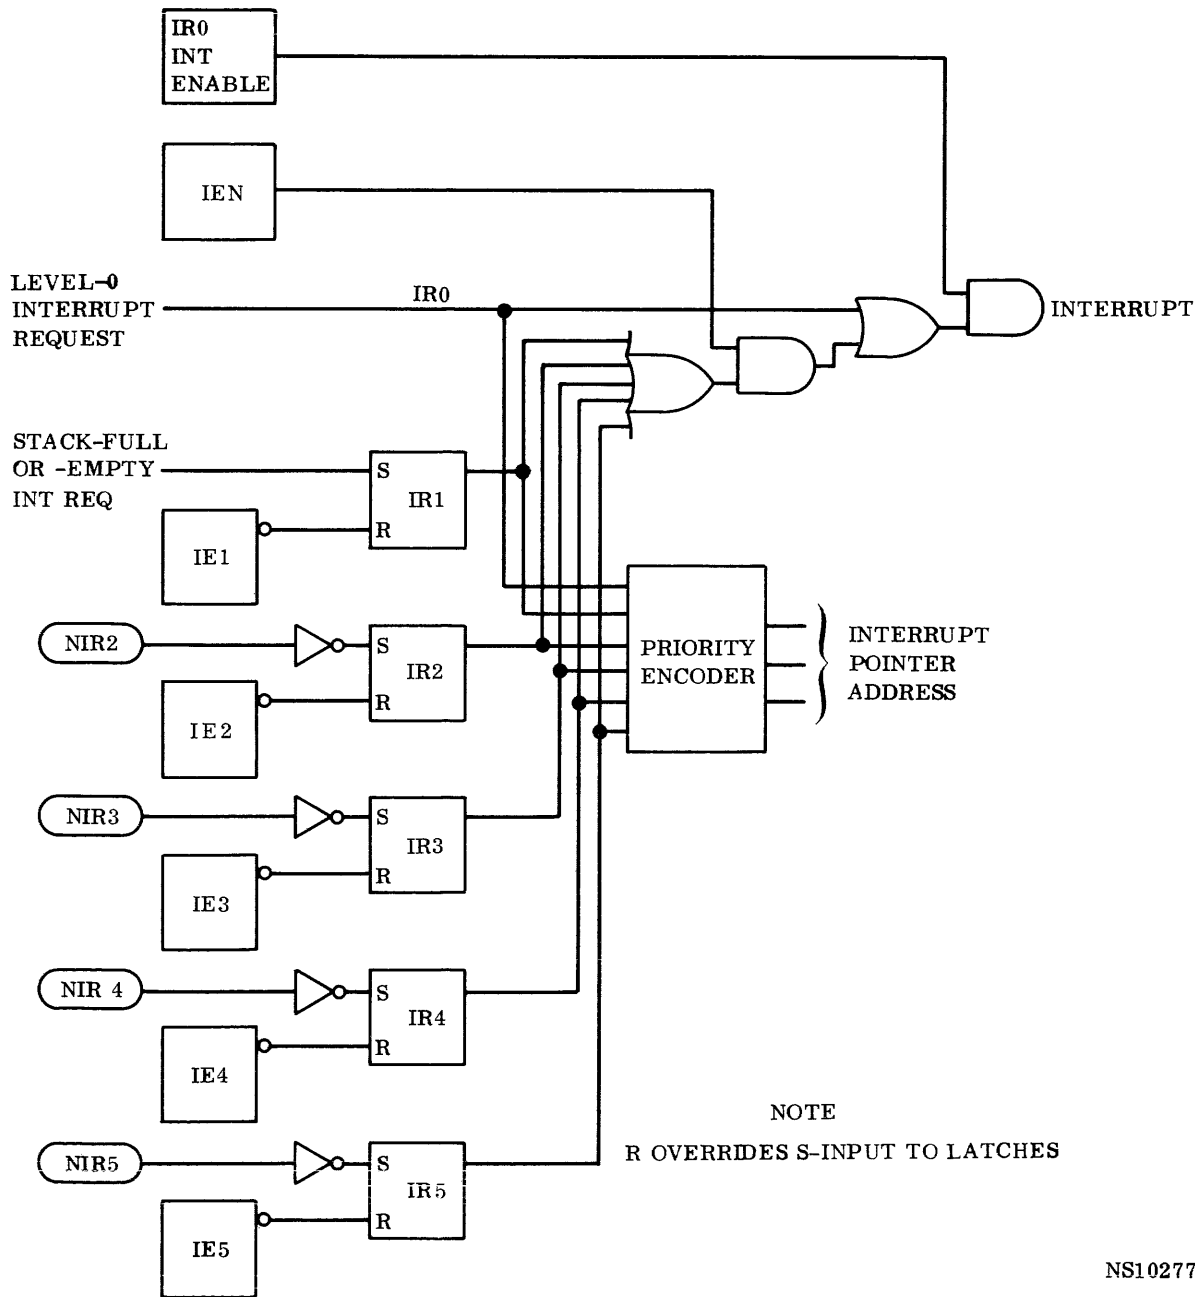 IR0
INT
ENABLE
IEN
LEVEL-0
INTERRUPT
REQUEST
IR0
INTERRUPT
STACK-FULL
OR -EMPTY
INT REQ
S
IR1
R
IE1
NIR2
S
IR2
R
IE2
PRIORITY
ENCODER
INTERRUPT
POINTER
ADDRESS
NIR3
S
IR3
R
IE3
NIR 4
S
IR4
R
IE4
NIR5
S
IR5
R
IE5
NOTE
R OVERRIDES S-INPUT TO LATCHES
NS10277